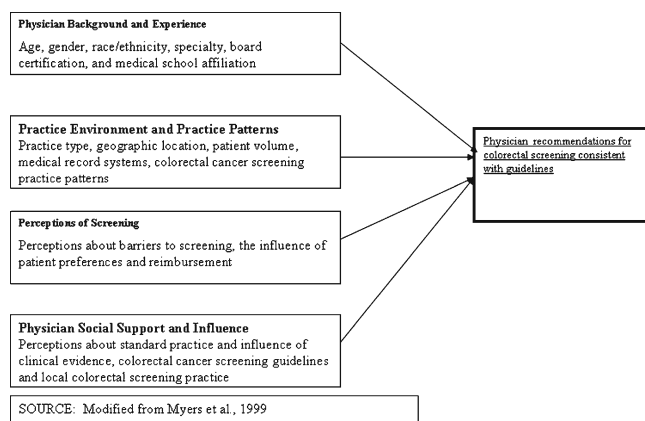 Physician Background and Experience
Age, gender, race/ethnicity, specialty, board
certification, and medical school affiliation
Practice Environment and Practice Patterns
Practice type, geographic location, patient volume,
medical record systems, colorectal cancer screening
practice patterns
Physician recommendations for
colorectal screening consistent
with guidelines
Perceptions of Screening
Perceptions about barriers to screening, the influence of
patient preferences and reimbursement
Physician Social Support and Influence
Perceptions about standard practice and influence of
clinical evidence, colorectal cancer screening guidelines
and local colorectal screening practice
SOURCE: Modified from Myers et al., 1999